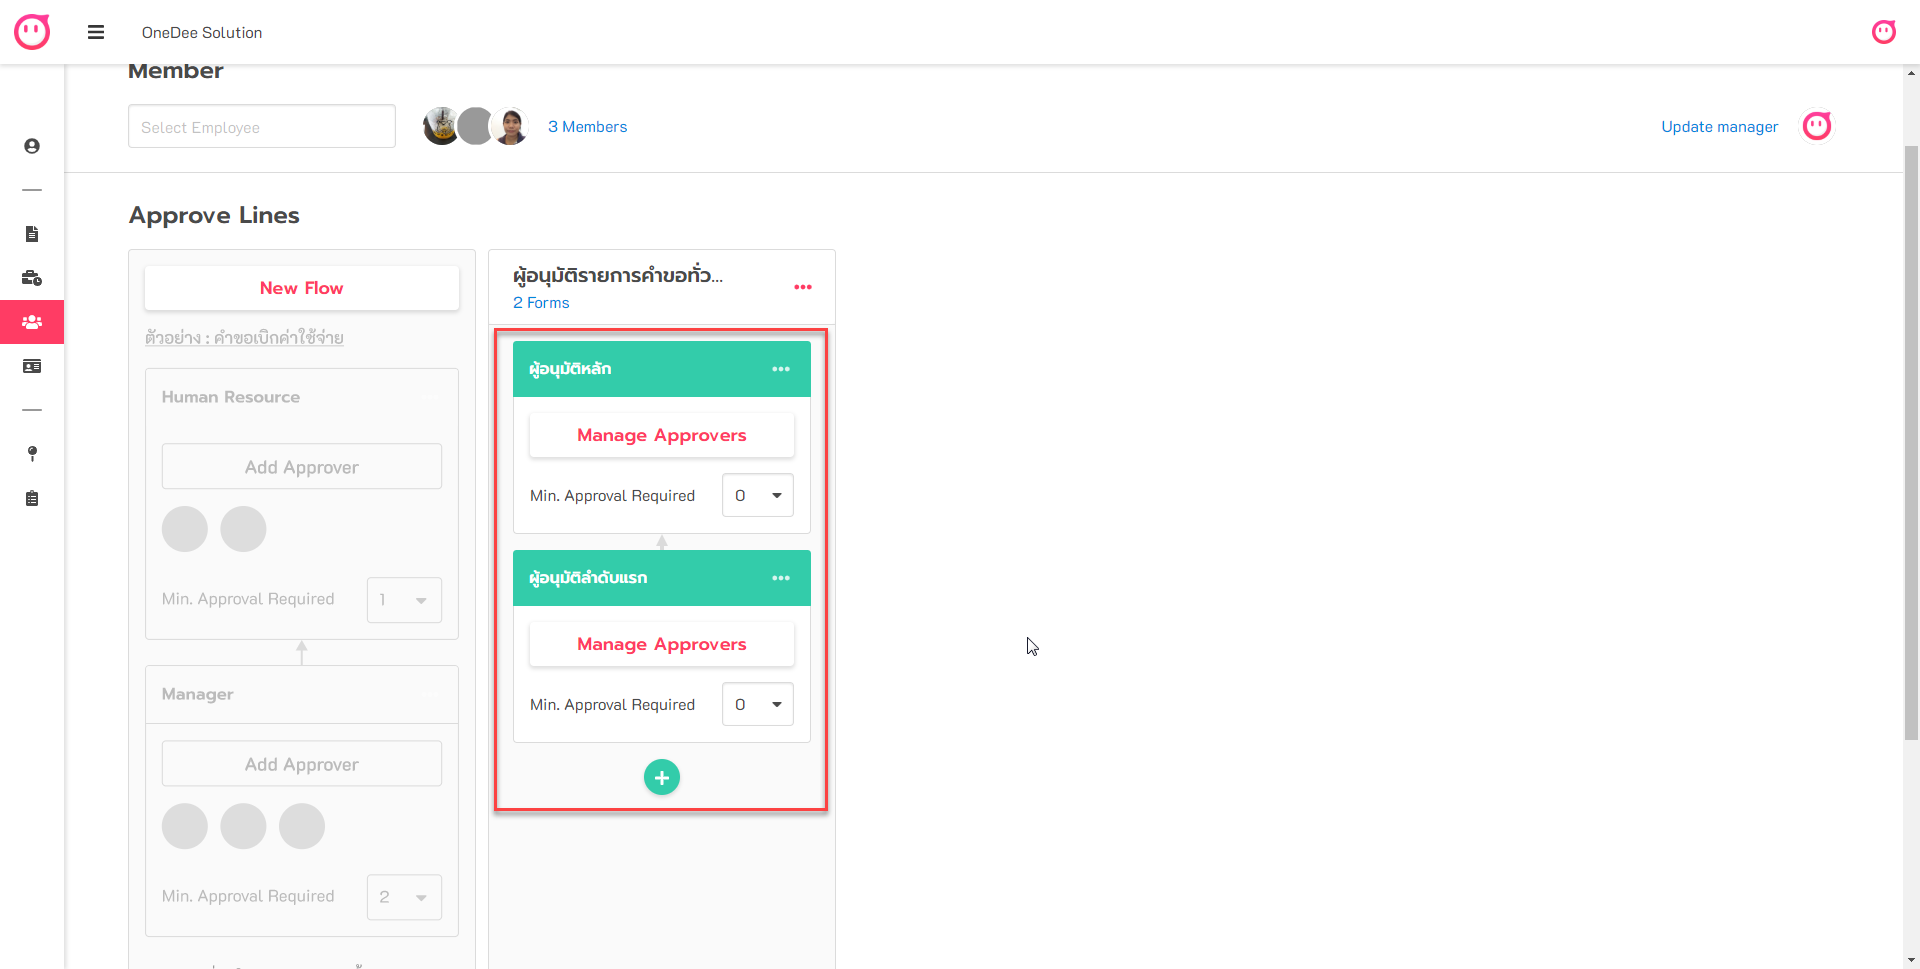 OneDee Solution
Member
Select Employee
3 Members
Update manager
Approve Lines
New Flow
ตัวอย่าง : คำขอเบิกค่าใช้จ่าย
Human Resource
Add Approver
Min. Approval Required
1
Manager
Add Approver
Min. Approval Required
2
ผู้อนุมัติรายการคำขอทั่ว...
2 Forms
ผู้อนุมัติหลัก
Manage Approvers
Min. Approval Required
0
ผู้อนุมัติลำดับแรก
Manage Approvers
Min. Approval Required
0